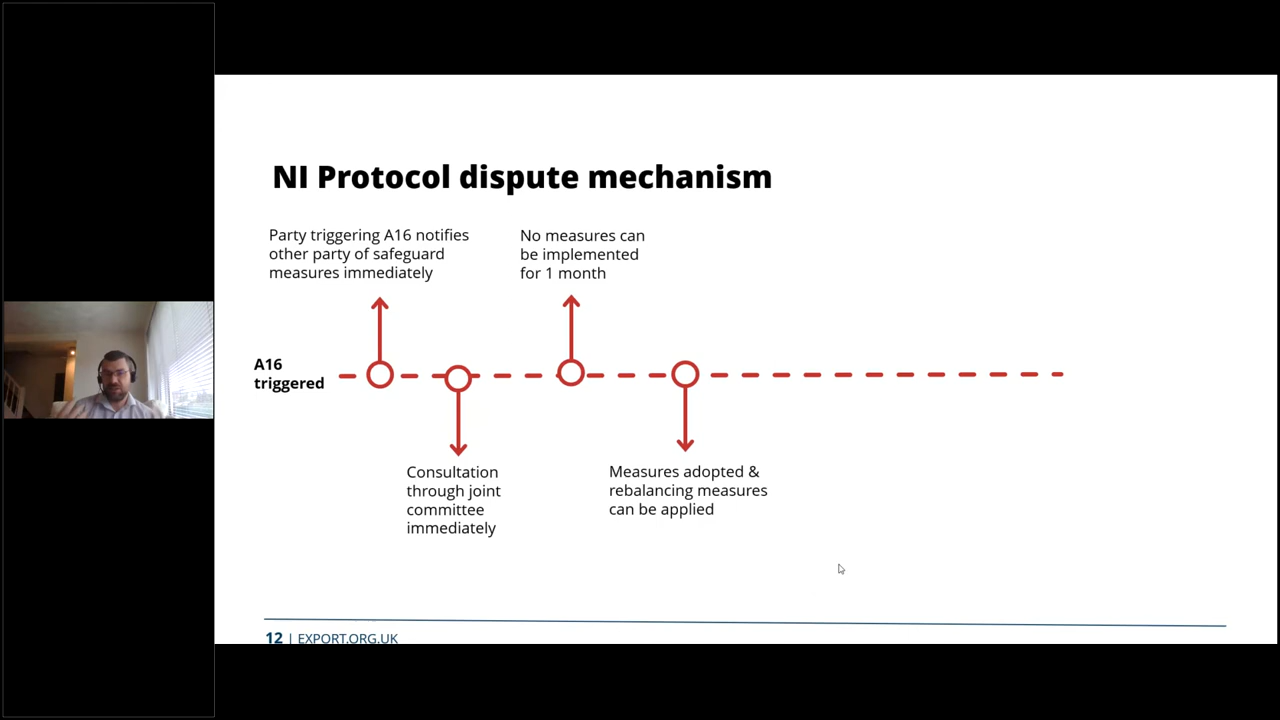 NI Protocol dispute mechanism
Party triggering A16 notifies
other party of safeguard
measures immediately
No measures can
be implemented
for 1 month
A16
triggered
Consultation
through joint
committee
immediately
Measures adopted &
rebalancing measures
can be applied
12 | EXPORT.ORG.UK